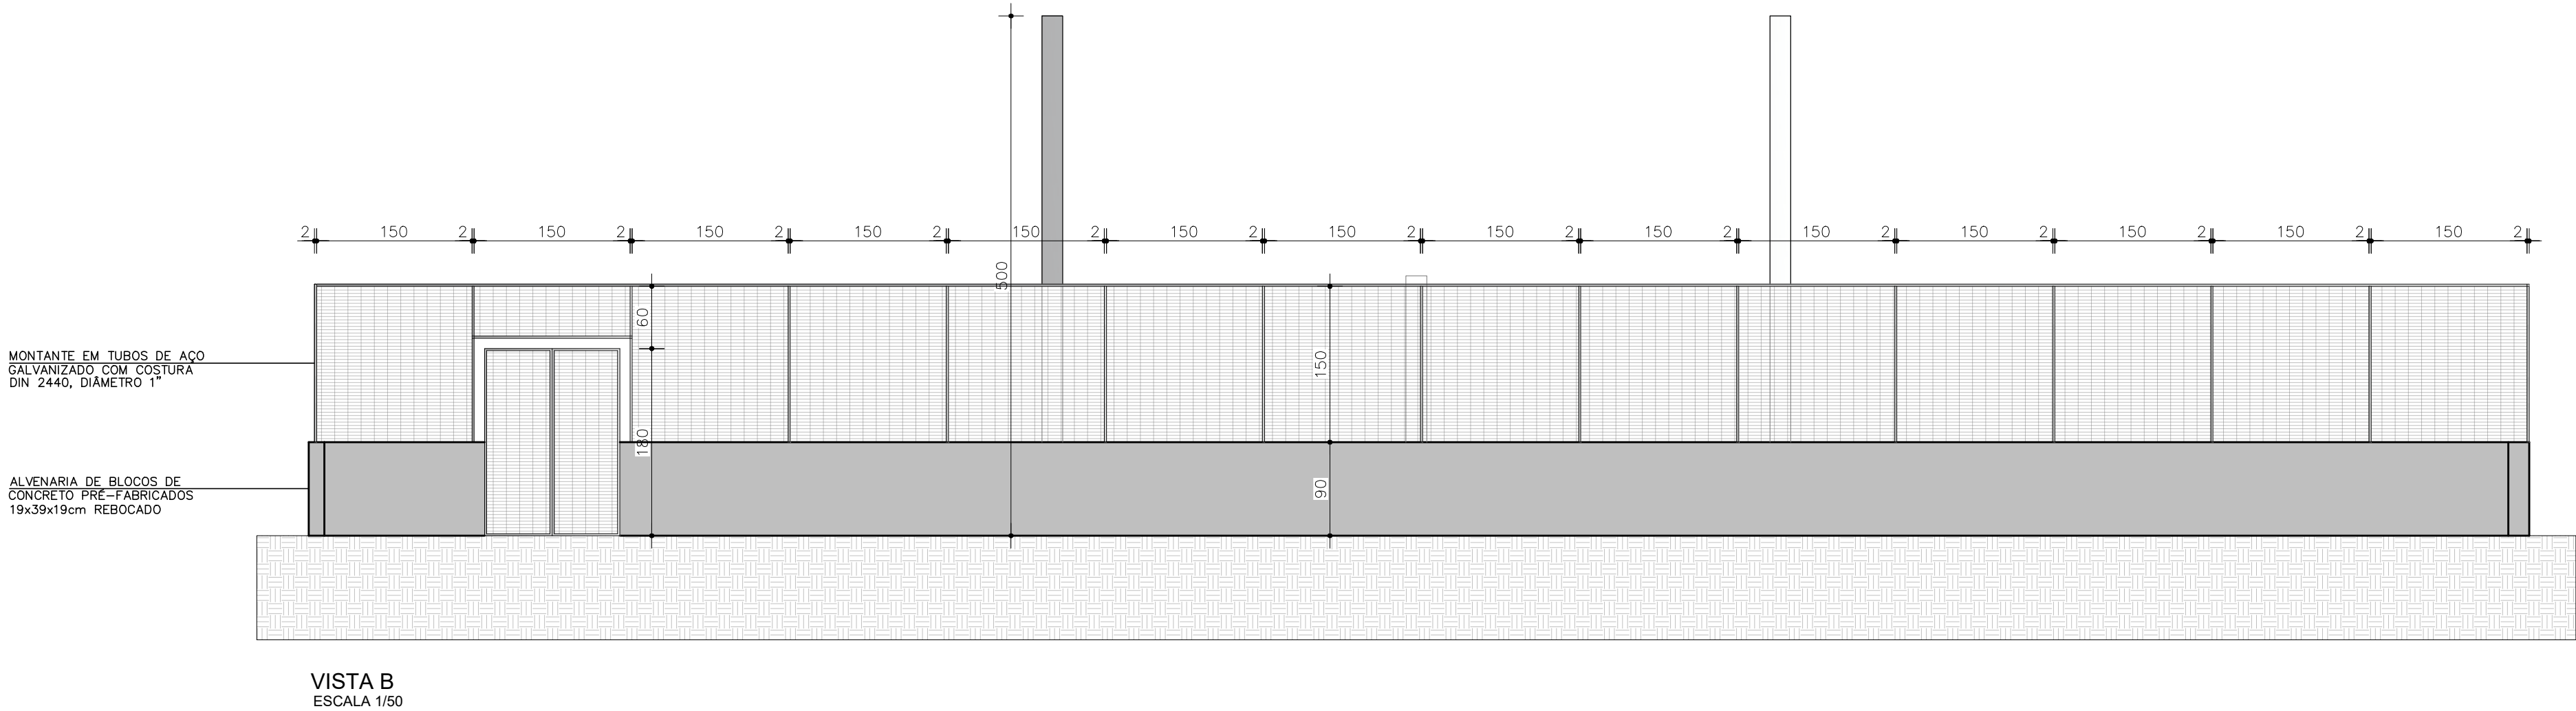 2 150 2 150 2 150 2 150 2 150 2 150 2 150 2 150 2 150 2 150 2 150 2 150 2 150 2 150 2
500
60
150
180
90
MONTANTE EM TUBOS DE AÇO
GALVANIZADO COM COSTURA
DIN 2440, DIÂMETRO 1”
ALVENARIA DE BLOCOS DE
CONCRETO PRÉ-FABRICADOS
19x39x19cm REBOCADO
VISTA B
ESCALA 1/50